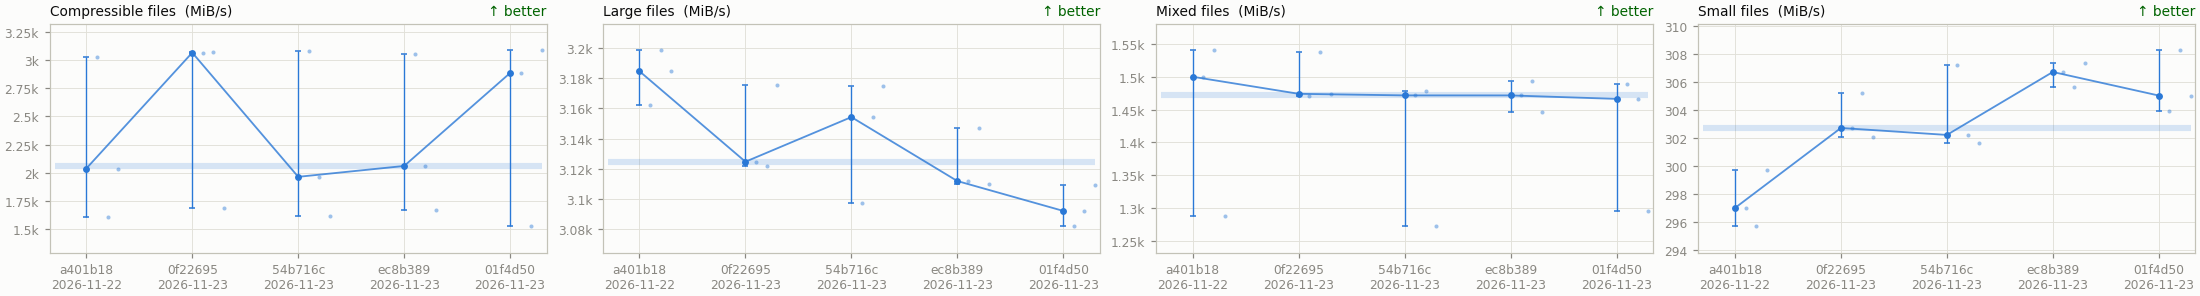 Compressible files  (MiB/s)
↑ better
3.25k
3k
2.75k
2.5k
2.25k
2k
1.75k
1.5k
a401b18
2026-11-22
0f22695
2026-11-23
54b716c
2026-11-23
ec8b389
2026-11-23
01f4d50
2026-11-23
Large files  (MiB/s)
↑ better
3.2k
3.18k
3.16k
3.14k
3.12k
3.1k
3.08k
a401b18
2026-11-22
0f22695
2026-11-23
54b716c
2026-11-23
ec8b389
2026-11-23
01f4d50
2026-11-23
Mixed files  (MiB/s)
↑ better
1.55k
1.5k
1.45k
1.4k
1.35k
1.3k
1.25k
a401b18
2026-11-22
0f22695
2026-11-23
54b716c
2026-11-23
ec8b389
2026-11-23
01f4d50
2026-11-23
Small files  (MiB/s)
↑ better
310
308
306
304
302
300
298
296
294
a401b18
2026-11-22
0f22695
2026-11-23
54b716c
2026-11-23
ec8b389
2026-11-23
01f4d50
2026-11-23